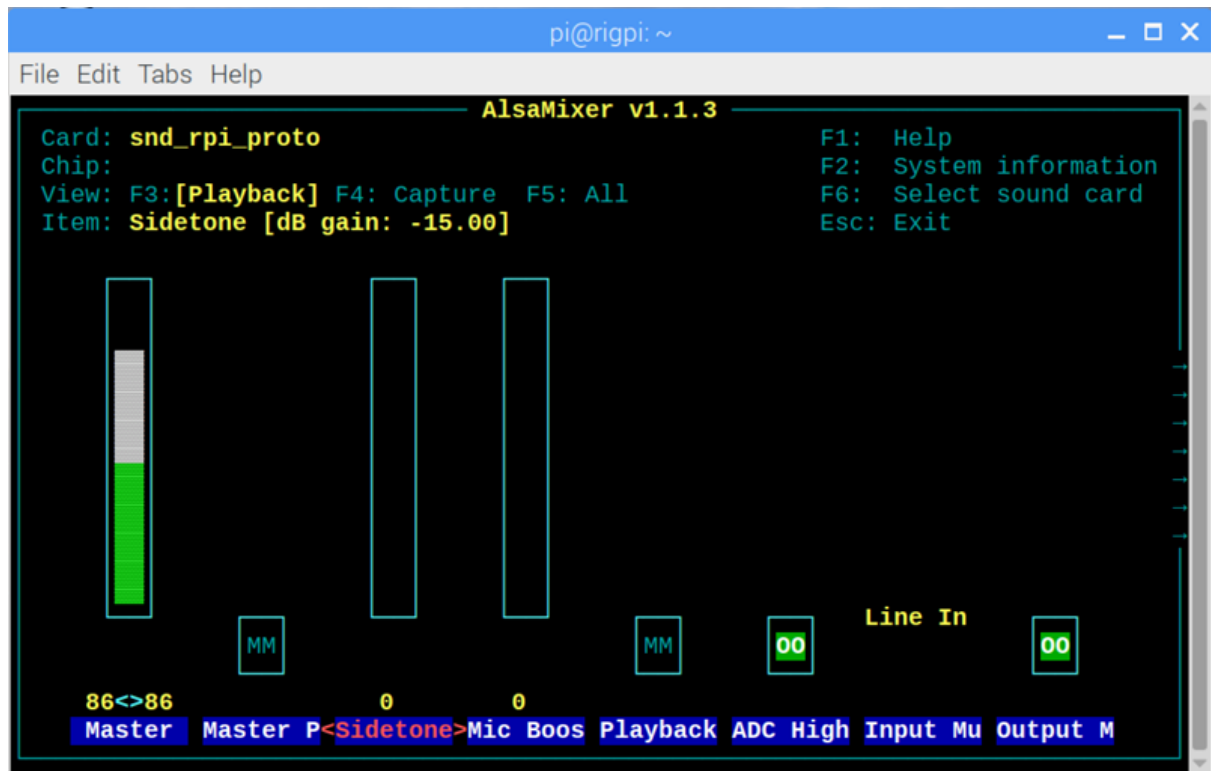 pi@rigpi: ~
File Edit Tabs Help
AlsaMixer v1.1.3
Card: snd_rpi_proto F1: Help
Chip: F2: System information
View: F3:[Playback] F4: Capture F5: All F6: Select sound card
Item: Sidetone [dB gain: -15.00] Esc: Exit
Line In
MM MM OO OO
86<>86 0 0
Master Master P<Sidetone>Mic Boos Playback ADC High Input Mu Output M